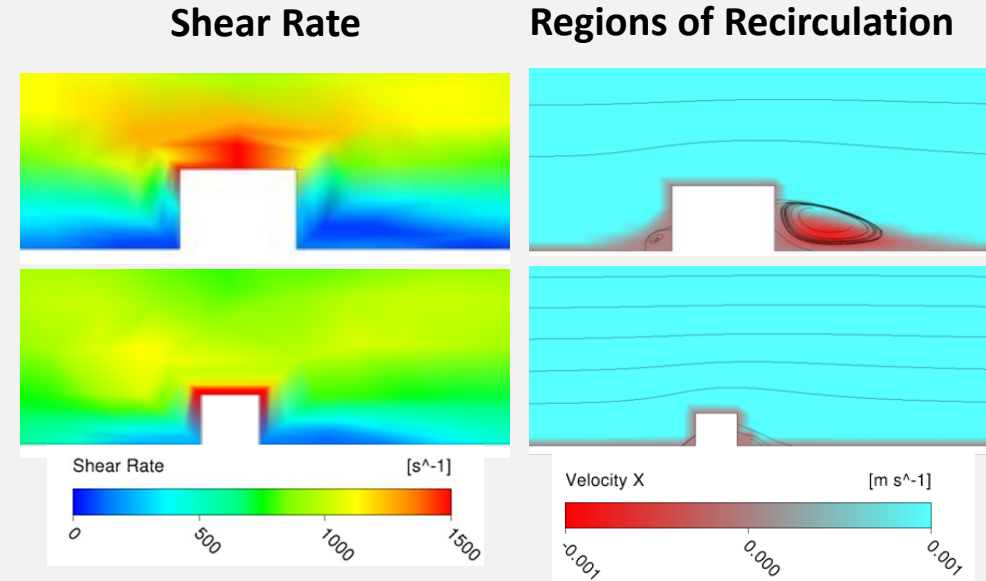 Shear Rate
Regions of Recirculation
Shear Rate [s^-1]
0 500 1000 1500
Velocity X [m s^-1]
-0.001 0.000 0.001